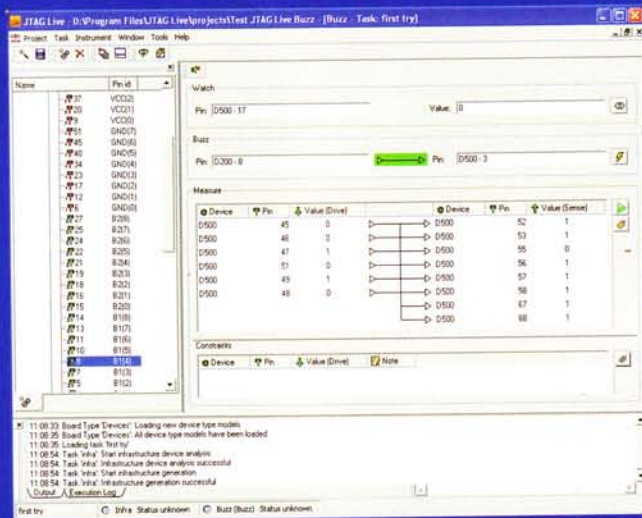 JTAG Live - D:\Program Files\JTAG Live\projects\Test JTAG Live Buzz - [Buzz - Task: first try]
Project Task Instrument Window Tools Help
Name Pin id
37 VCC(2)
20 VCC(1)
9 VCC(0)
51 GND(7)
45 GND(6)
40 GND(5)
34 GND(4)
23 GND(3)
17 GND(2)
12 GND(1)
6 GND(0)
27 B2(8)
25 B2(7)
24 B2(6)
22 B2(5)
21 B2(4)
19 B2(3)
18 B2(2)
16 B2(1)
15 B2(0)
14 B1(8)
13 B1(7)
11 B1(6)
10 B1(5)
8 B1(4)
7 B1(3)
5 B1(2)
Watch
Pin: D500 - 17 Value: 0
Buzz
Pin: D200 - 8 Pin: D500 - 3
Measure
Device Pin Value (Drive) Device Pin Value (Sense)
D500 45 0 D500 52 1
D500 46 0 D500 53 1
D500 47 1 D500 55 0
D500 51 0 D500 56 1
D500 49 1 D500 57 1
D500 48 0 D500 58 1
D500 67 1
D500 68 1
Constraints
Device Pin Value (Drive) Note
11:08:33: Board Type 'Devices': Loading new device type models
11:08:35: Board Type 'Devices': All device type models have been loaded
11:08:35: Loading task 'first try'
11:08:54: Task 'Infra': Start infrastructure device analysis
11:08:54: Task 'Infra': Infrastructure device analysis successful
11:08:54: Task 'Infra': Start infrastructure generation
11:08:54: Task 'Infra': Infrastructure generation successful
Output Execution Log
first try Infra Status unknown Buzz (Buzz) Status unknown